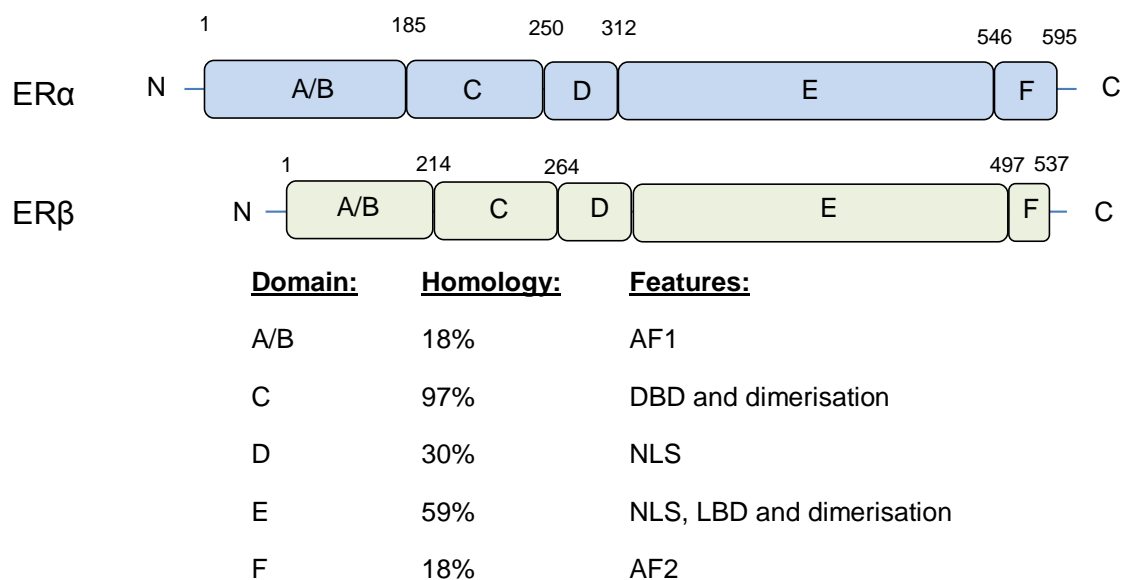 1 185 250 312 546 595
ERα N A/B C D E F C
1 214 264 497 537
ERβ N A/B C D E F C
Domain: Homology: Features:
A/B 18% AF1
C 97% DBD and dimerisation
D 30% NLS
E 59% NLS, LBD and dimerisation
F 18% AF2